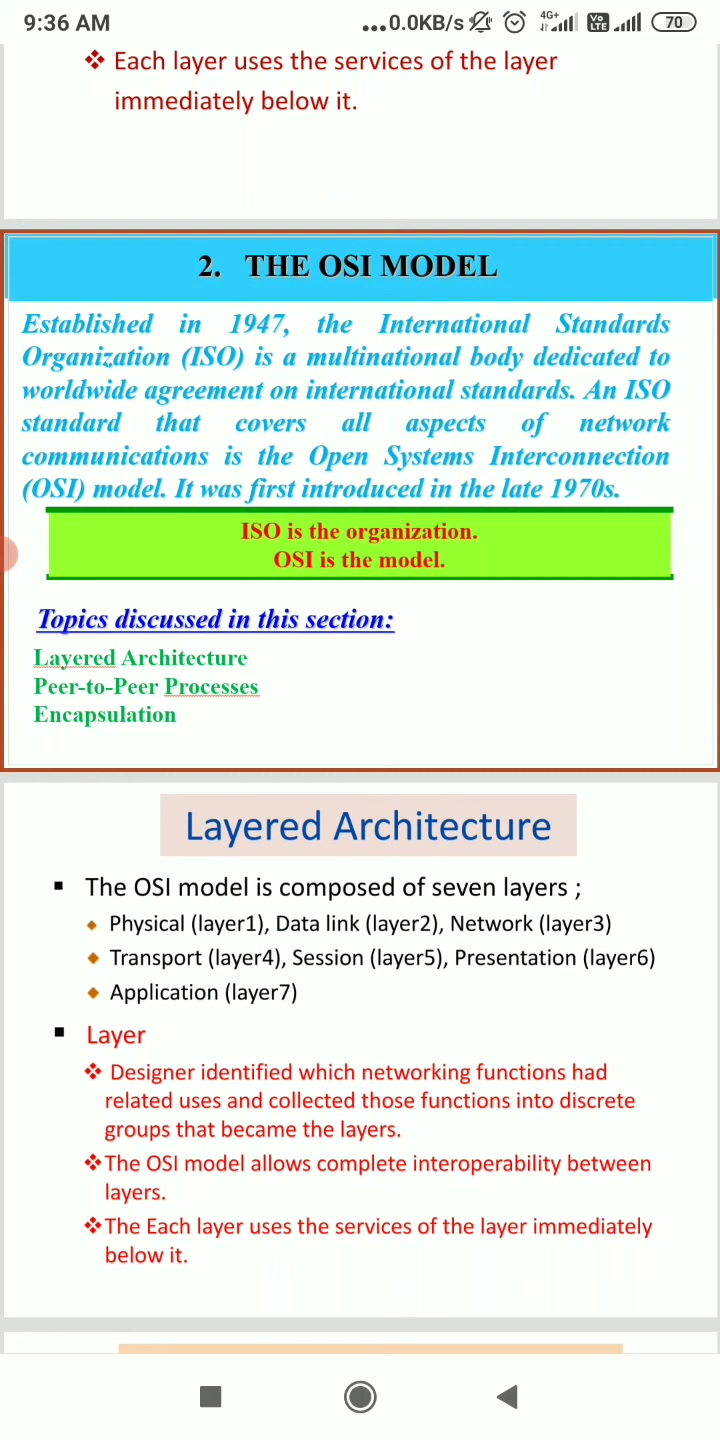 9:36 AM
...0.0KB/s 4G+ Vo LTE 70
❖ Each layer uses the services of the layer
immediately below it.
2. THE OSI MODEL
Established in 1947, the International Standards
Organization (ISO) is a multinational body dedicated to
worldwide agreement on international standards. An ISO
standard that covers all aspects of network
communications is the Open Systems Interconnection
(OSI) model. It was first introduced in the late 1970s.
ISO is the organization.
OSI is the model.
Topics discussed in this section:
Layered Architecture
Peer-to-Peer Processes
Encapsulation
Layered Architecture
▪ The OSI model is composed of seven layers ;
◆ Physical (layer1), Data link (layer2), Network (layer3)
◆ Transport (layer4), Session (layer5), Presentation (layer6)
◆ Application (layer7)
▪ Layer
❖ Designer identified which networking functions had
related uses and collected those functions into discrete
groups that became the layers.
❖The OSI model allows complete interoperability between
layers.
❖The Each layer uses the services of the layer immediately
below it.